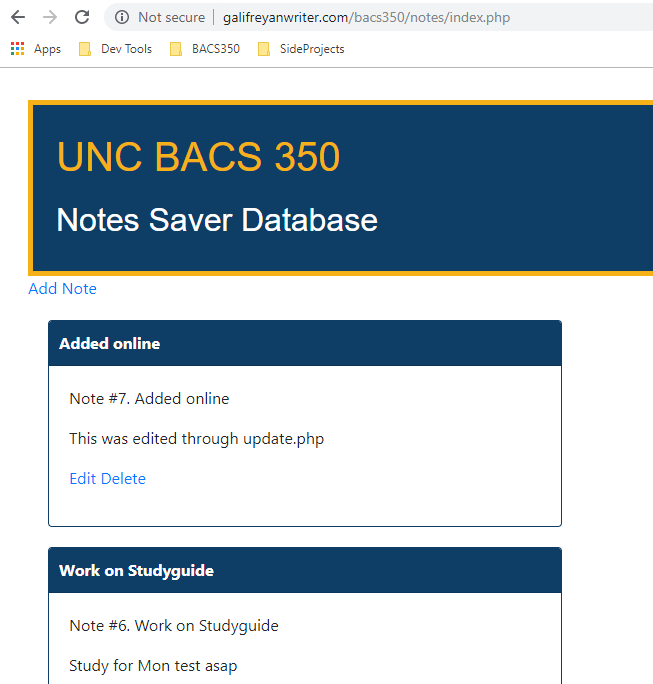 Not secure | galifreyanwriter.com/bacs350/notes/index.php
Apps Dev Tools BACS350 SideProjects
UNC BACS 350
Notes Saver Database
Add Note
Added online
Note #7. Added online
This was edited through update.php
Edit Delete
Work on Studyguide
Note #6. Work on Studyguide
Study for Mon test asap